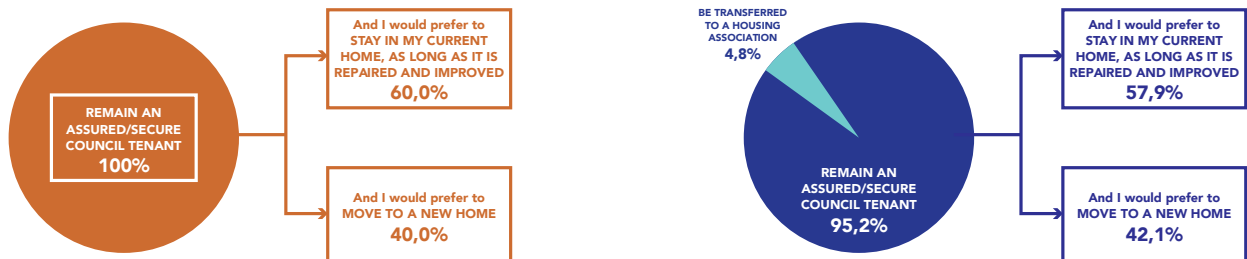 REMAIN AN
ASSURED/SECURE
COUNCIL TENANT
100%
And I would prefer to
STAY IN MY CURRENT
HOME, AS LONG AS IT IS
REPAIRED AND IMPROVED
60,0%
And I would prefer to
MOVE TO A NEW HOME
40,0%
BE TRANSFERRED
TO A HOUSING
ASSOCIATION
4,8%
REMAIN AN
ASSURED/SECURE
COUNCIL TENANT
95,2%
And I would prefer to
STAY IN MY CURRENT
HOME, AS LONG AS IT IS
REPAIRED AND IMPROVED
57,9%
And I would prefer to
MOVE TO A NEW HOME
42,1%